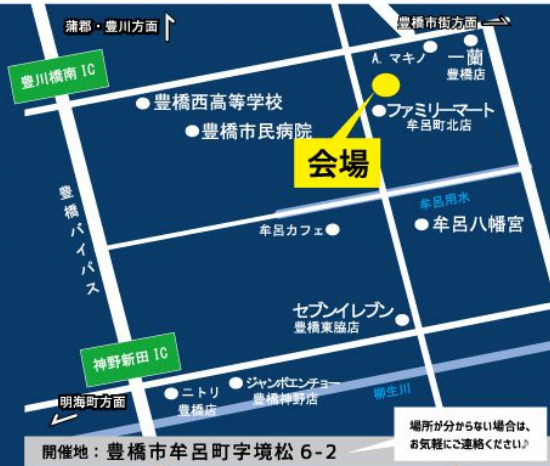 蒲郡・豊川方面
豊橋市街方面
豊川橋南 IC
A. マキノ
一蘭
豊橋店
豊橋西高等学校
ファミリーマート
牟呂町北店
豊橋市民病院
会場
豊橋バイパス
牟呂用水
牟呂カフェ
牟呂八幡宮
セブンイレブン
豊橋東脇店
神野新田 IC
ジャンボエンチョー
豊橋神野店
ニトリ
豊橋店
柳生川
明海町方面
場所が分からない場合は、
お気軽にご連絡ください♪
開催地：豊橋市牟呂町字境松 6-2